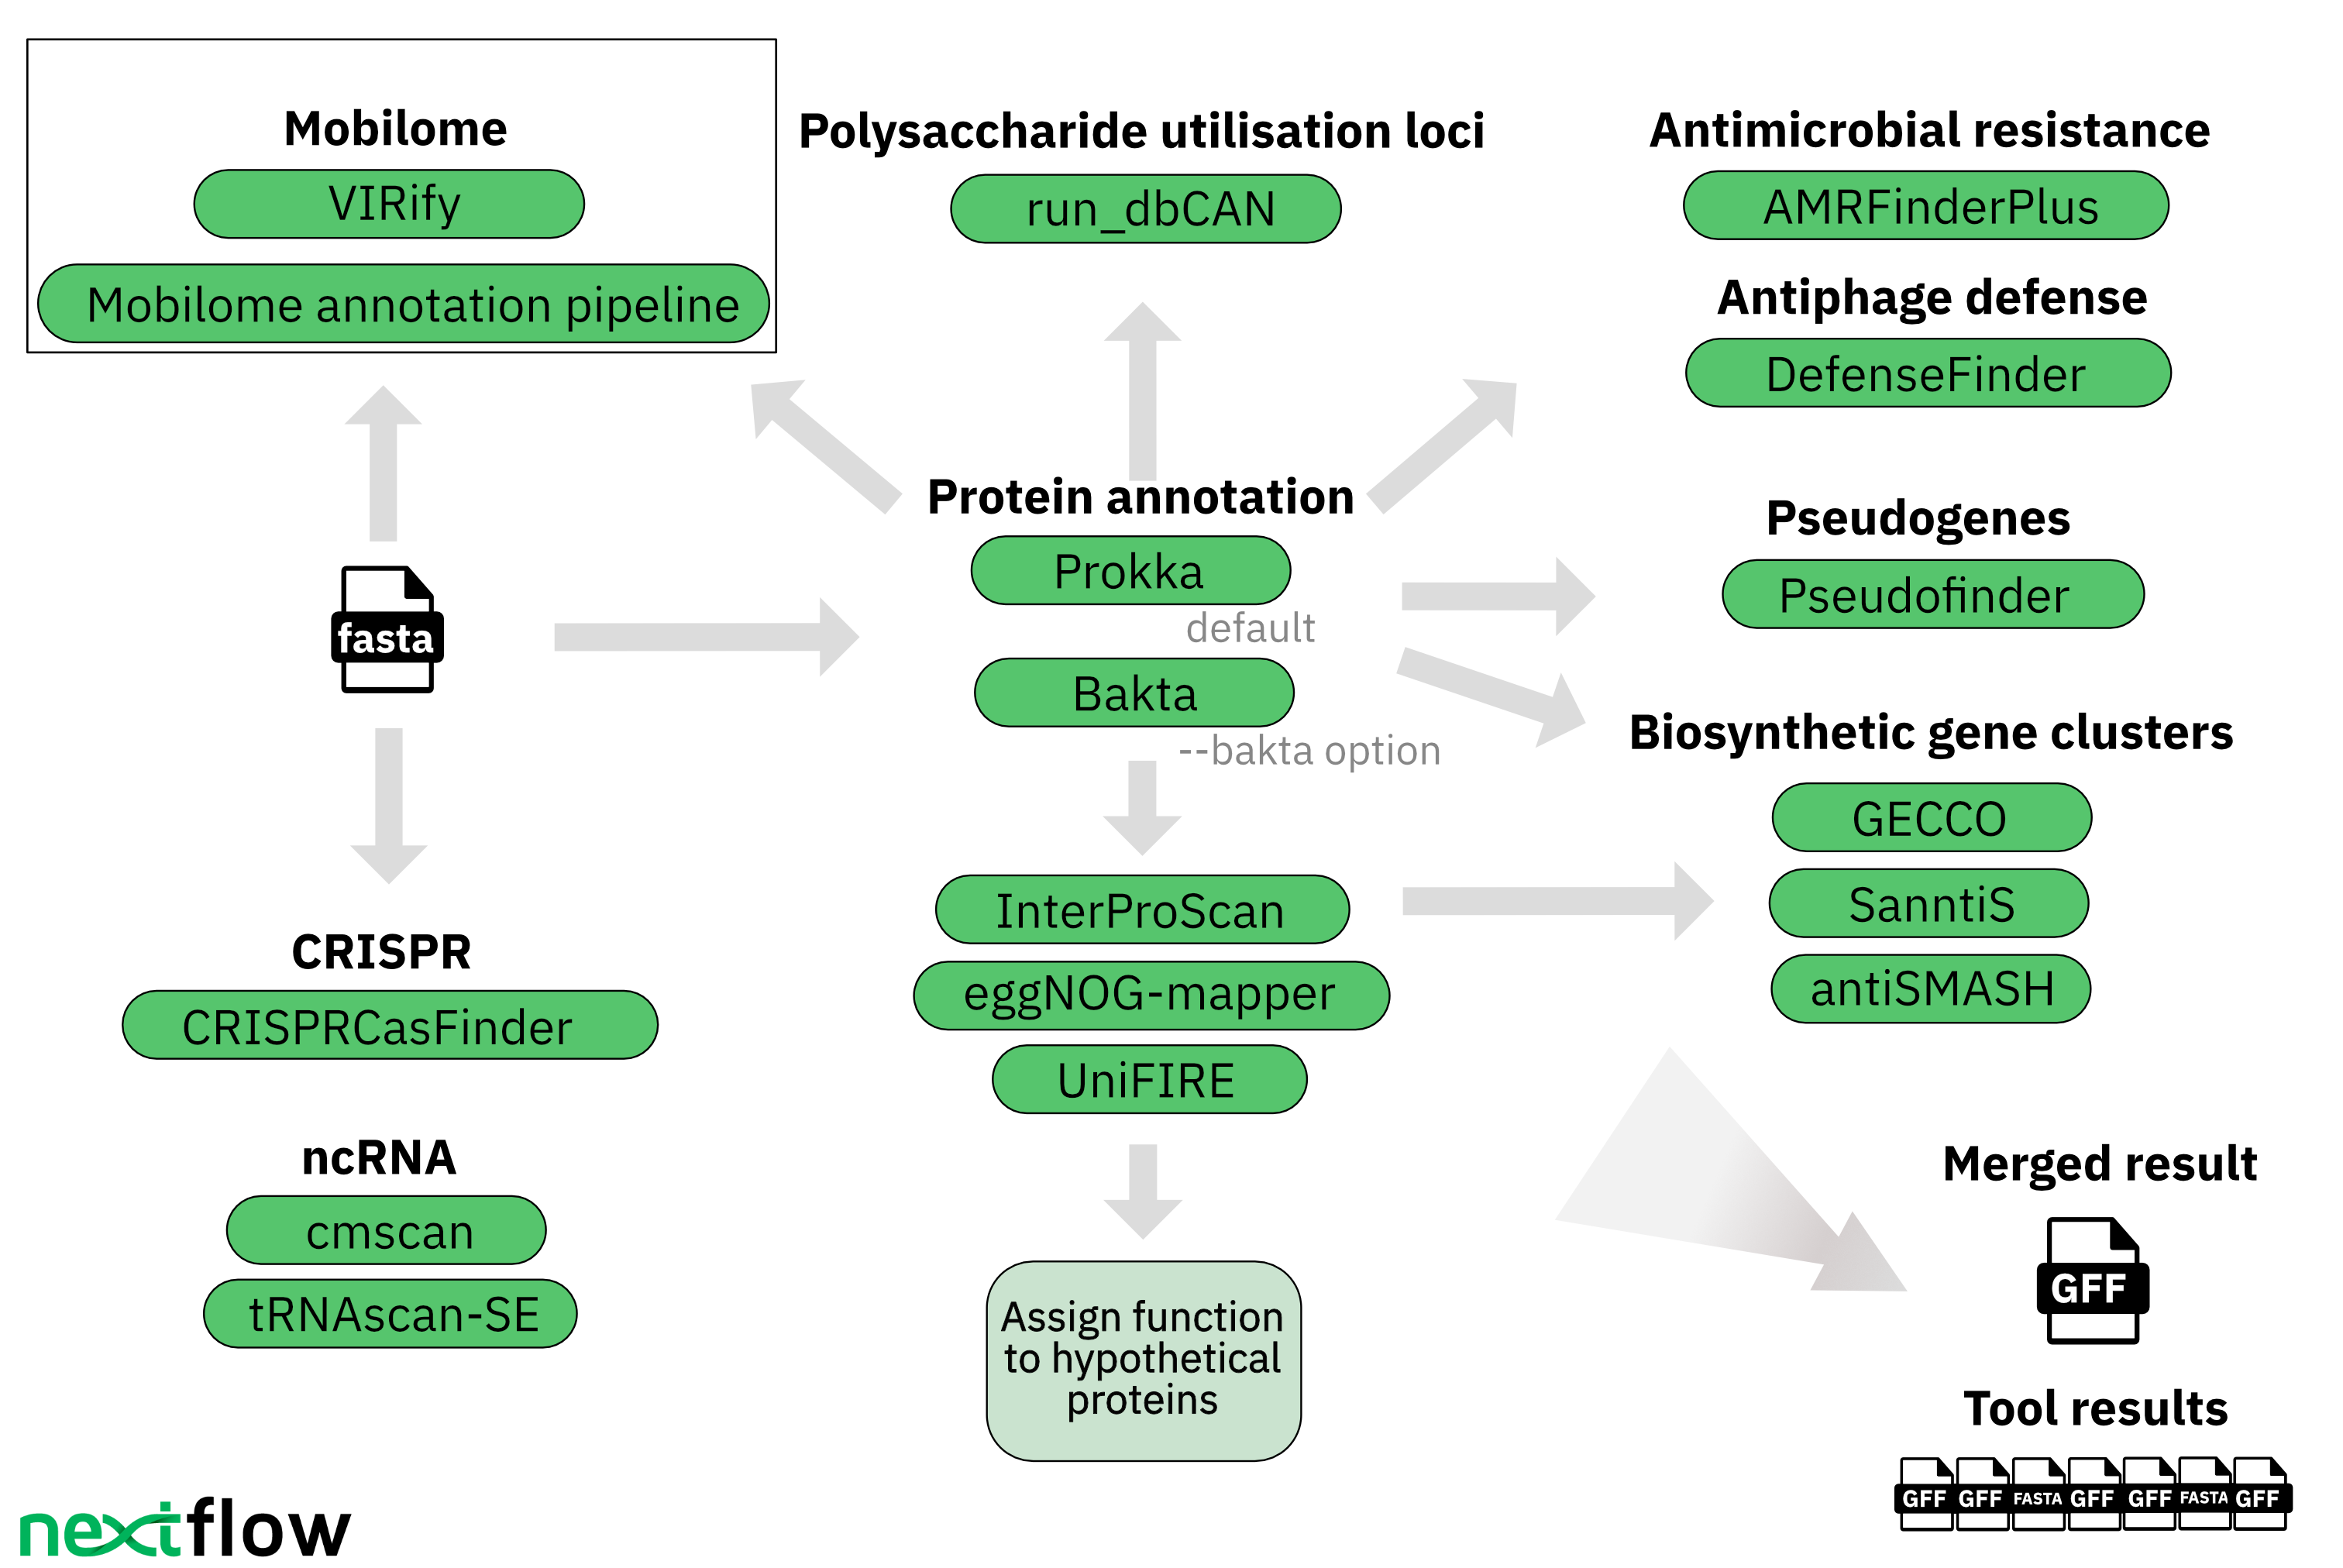 Mobilome
VIRify
Mobilome annotation pipeline
Polysaccharide utilisation loci
run_dbCAN
Antimicrobial resistance
AMRFinderPlus
Antiphage defense
DefenseFinder
fasta
Protein annotation
Prokka
default
Bakta
--bakta option
Pseudogenes
Pseudofinder
Biosynthetic gene clusters
GECCO
SanntiS
antiSMASH
InterProScan
eggNOG-mapper
UniFIRE
CRISPR
CRISPRCasFinder
ncRNA
cmscan
tRNAscan-SE
Assign function
to hypothetical
proteins
Merged result
GFF
Tool results
GFF GFF FASTA GFF GFF FASTA GFF
nextflow